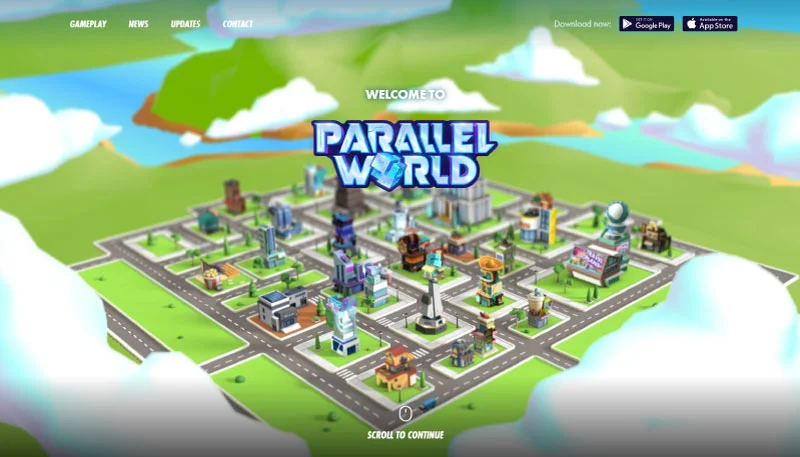 GAMEPLAY
NEWS
UPDATES
CONTACT
Download now:
GET IT ON
Google Play
Available on the
App Store
WELCOME TO
PARALLEL
WORLD
SCROLL TO CONTINUE